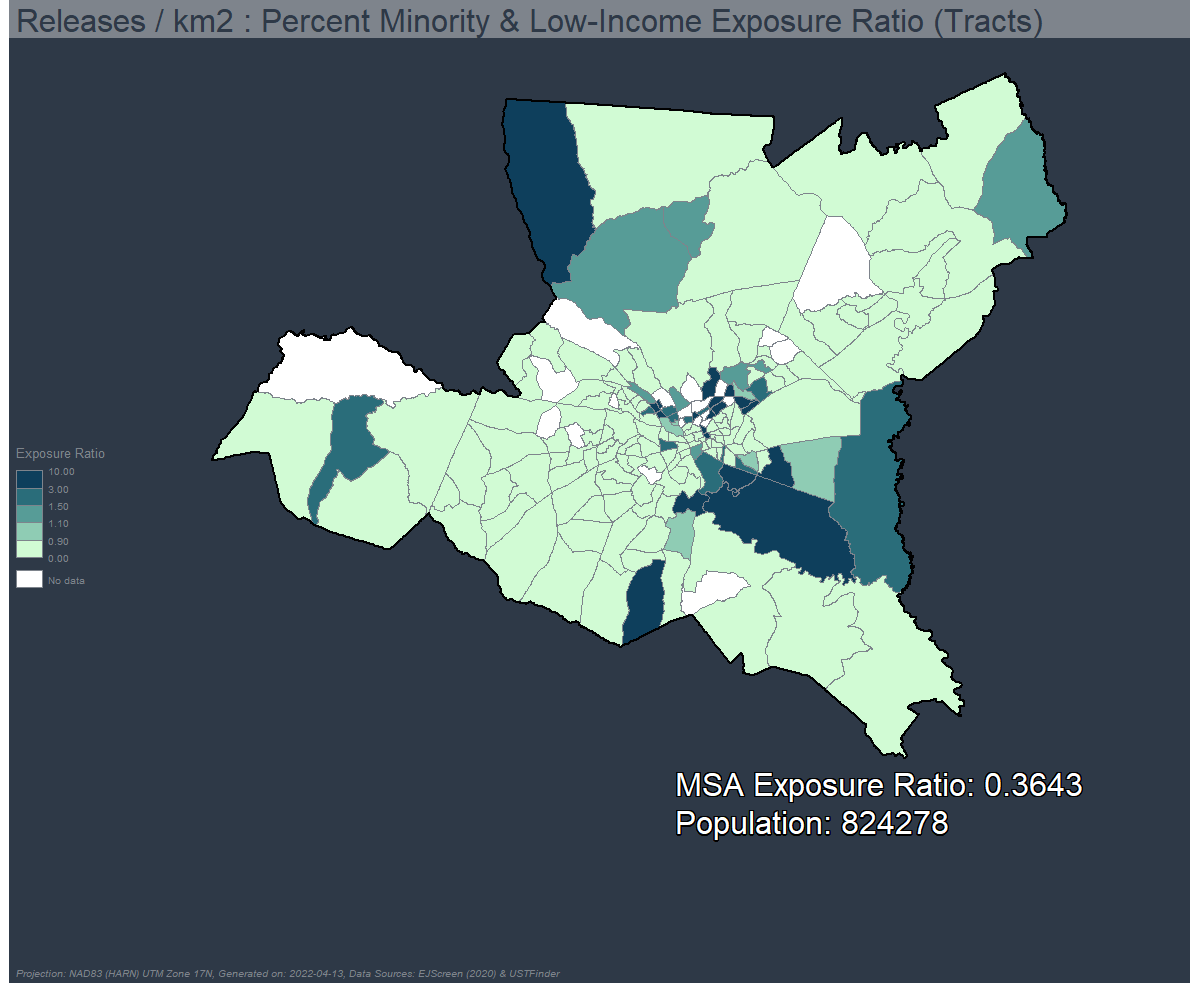 Releases / km2 : Percent Minority & Low-Income Exposure Ratio (Tracts)
Exposure Ratio
10.00
3.00
1.50
1.10
0.90
0.00
No data
MSA Exposure Ratio: 0.3643
Population: 824278
Projection: NAD83 (HARN) UTM Zone 17N, Generated on: 2022-04-13, Data Sources: EJScreen (2020) & USTFinder